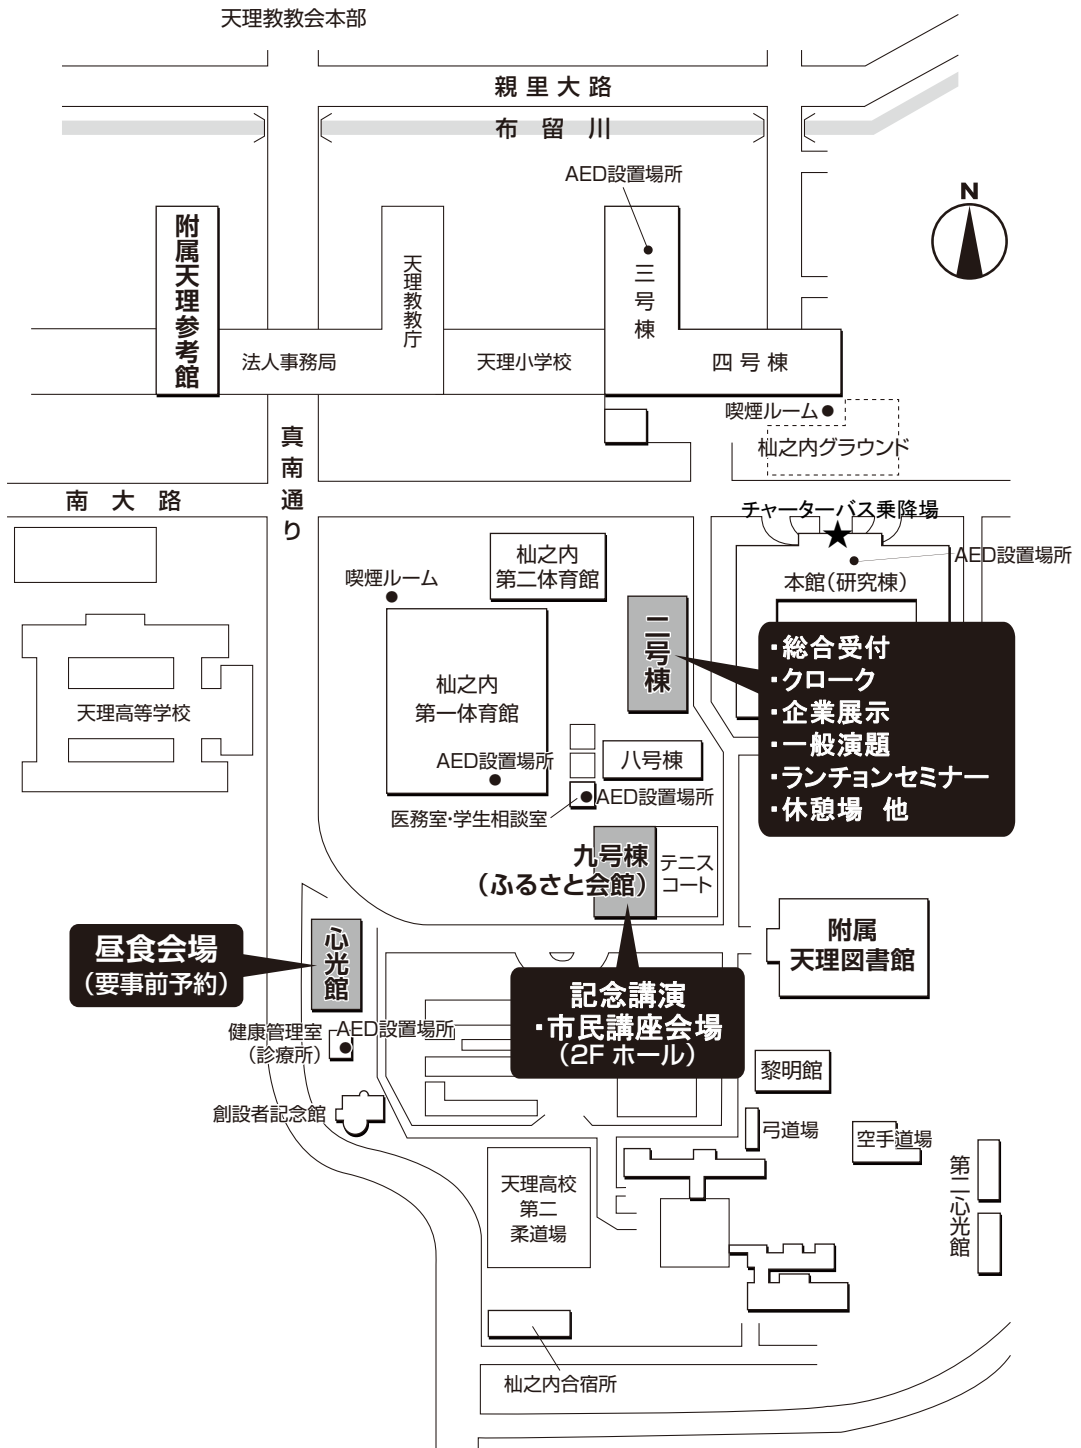 天理教教会本部
親里大路
布留川
AED設置場所
N
附属天理参考館
天理教教庁
三号棟
法人事務局
天理小学校
四号棟
喫煙ルーム
杣之内グラウンド
真南通り
南大路
チャーターバス乗降場
杣之内
第二体育館
AED設置場所
本館(研究棟)
喫煙ルーム
二号棟
・総合受付
・クローク
・企業展示
・一般演題
・ランチョンセミナー
・休憩場 他
杣之内
第一体育館
天理高等学校
AED設置場所
八号棟
AED設置場所
医務室・学生相談室
九号棟
(ふるさと会館)
テニス
コート
心光館
昼食会場
(要事前予約)
附属
天理図書館
記念講演
・市民講座会場
(2F ホール)
健康管理室
(診療所)
AED設置場所
黎明館
創設者記念館
弓道場
空手道場
第二心光館
天理高校
第二
柔道場
杣之内合宿所